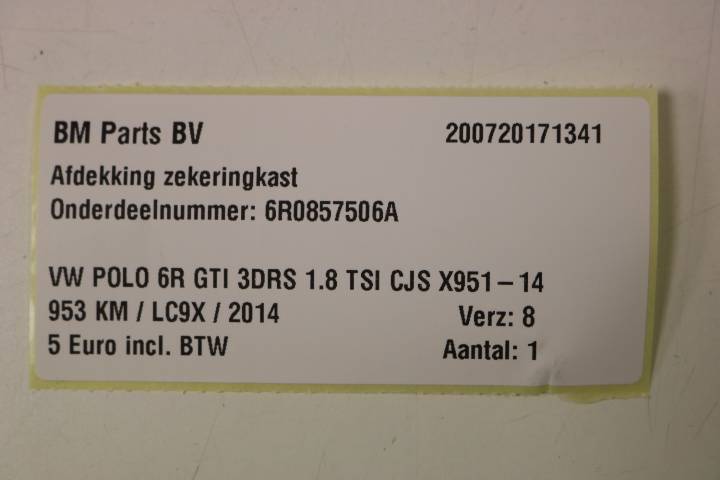 BM Parts BV 200720171341
Afdekking zekeringkast
Onderdeelnummer: 6R0857506A
VW POLO 6R GTI 3DRS 1.8 TSI CJS X951-14
953 KM / LC9X / 2014 Verz: 8
5 Euro incl. BTW Aantal: 1